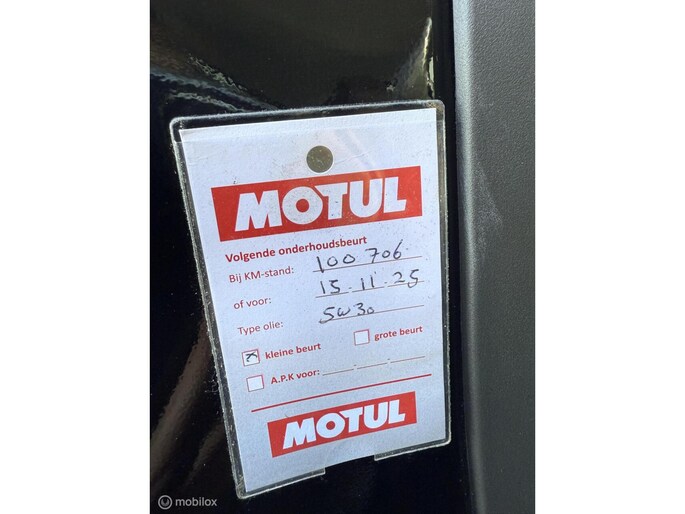 MOTUL
Volgende onderhoudsbeurt
Bij KM-stand: 100 706
of voor: 15-11-25
Type olie: 5W30
kleine beurt
grote beurt
A.P.K voor:
MOTUL
mobilox